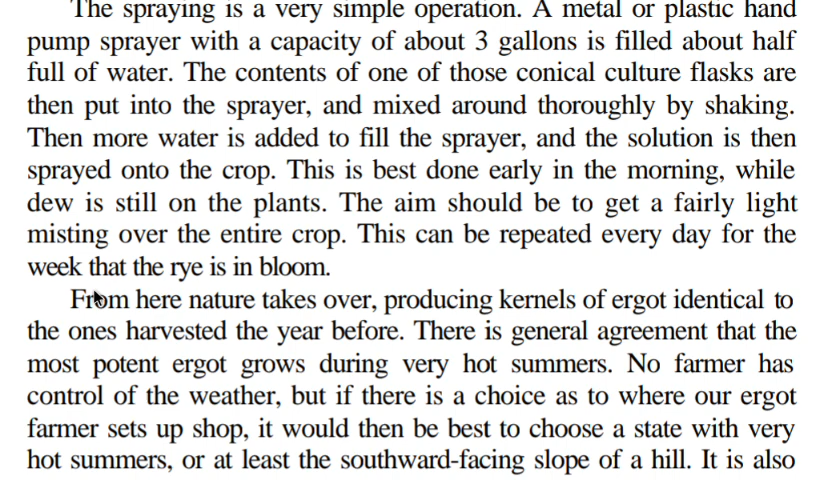 The spraying is a very simple operation. A metal or plastic hand
pump sprayer with a capacity of about 3 gallons is filled about half
full of water. The contents of one of those conical culture flasks are
then put into the sprayer, and mixed around thoroughly by shaking.
Then more water is added to fill the sprayer, and the solution is then
sprayed onto the crop. This is best done early in the morning, while
dew is still on the plants. The aim should be to get a fairly light
misting over the entire crop. This can be repeated every day for the
week that the rye is in bloom.
From here nature takes over, producing kernels of ergot identical to
the ones harvested the year before. There is general agreement that the
most potent ergot grows during very hot summers. No farmer has
control of the weather, but if there is a choice as to where our ergot
farmer sets up shop, it would then be best to choose a state with very
hot summers, or at least the southward-facing slope of a hill. It is also